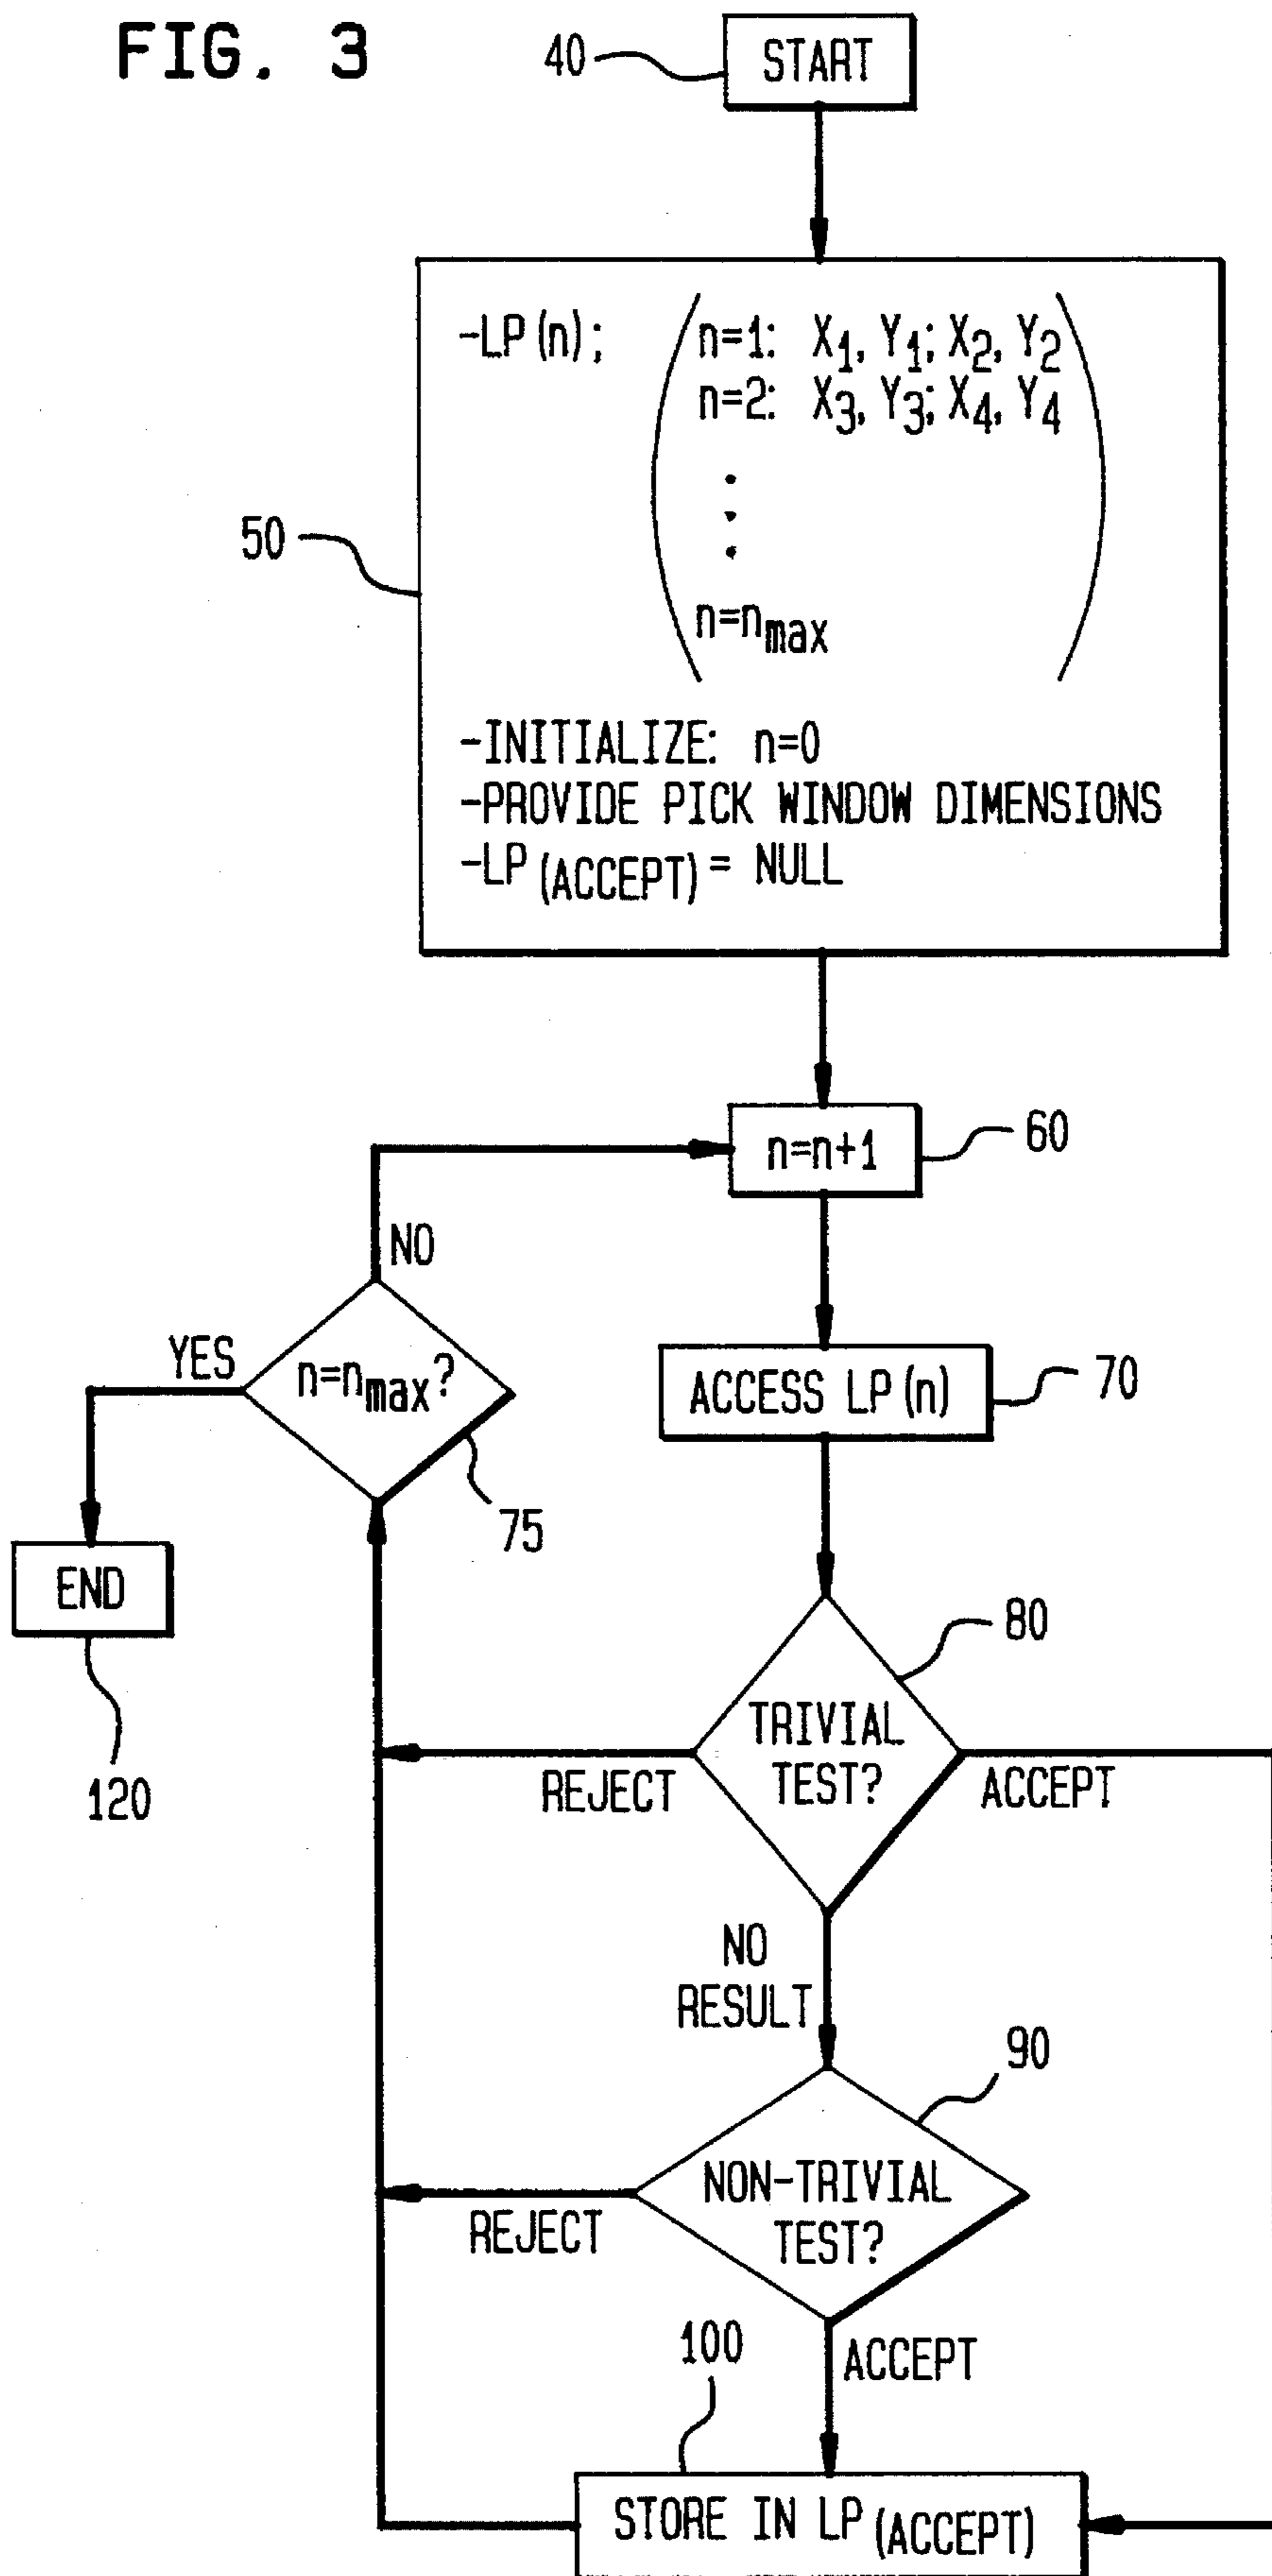 FIG. 3
40
START
-LP(n);
n=1: X1, Y1; X2, Y2
n=2: X3, Y3; X4, Y4
.
.
.
n=nmax
50
-INITIALIZE: n=0
-PROVIDE PICK WINDOW DIMENSIONS
-LP(ACCEPT) = NULL
n=n+1
60
NO
YES
n=nmax?
ACCESS LP(n)
70
75
END
80
120
TRIVIAL
TEST?
REJECT
ACCEPT
NO
RESULT
90
NON-TRIVIAL
TEST?
REJECT
100
ACCEPT
STORE IN LP(ACCEPT)